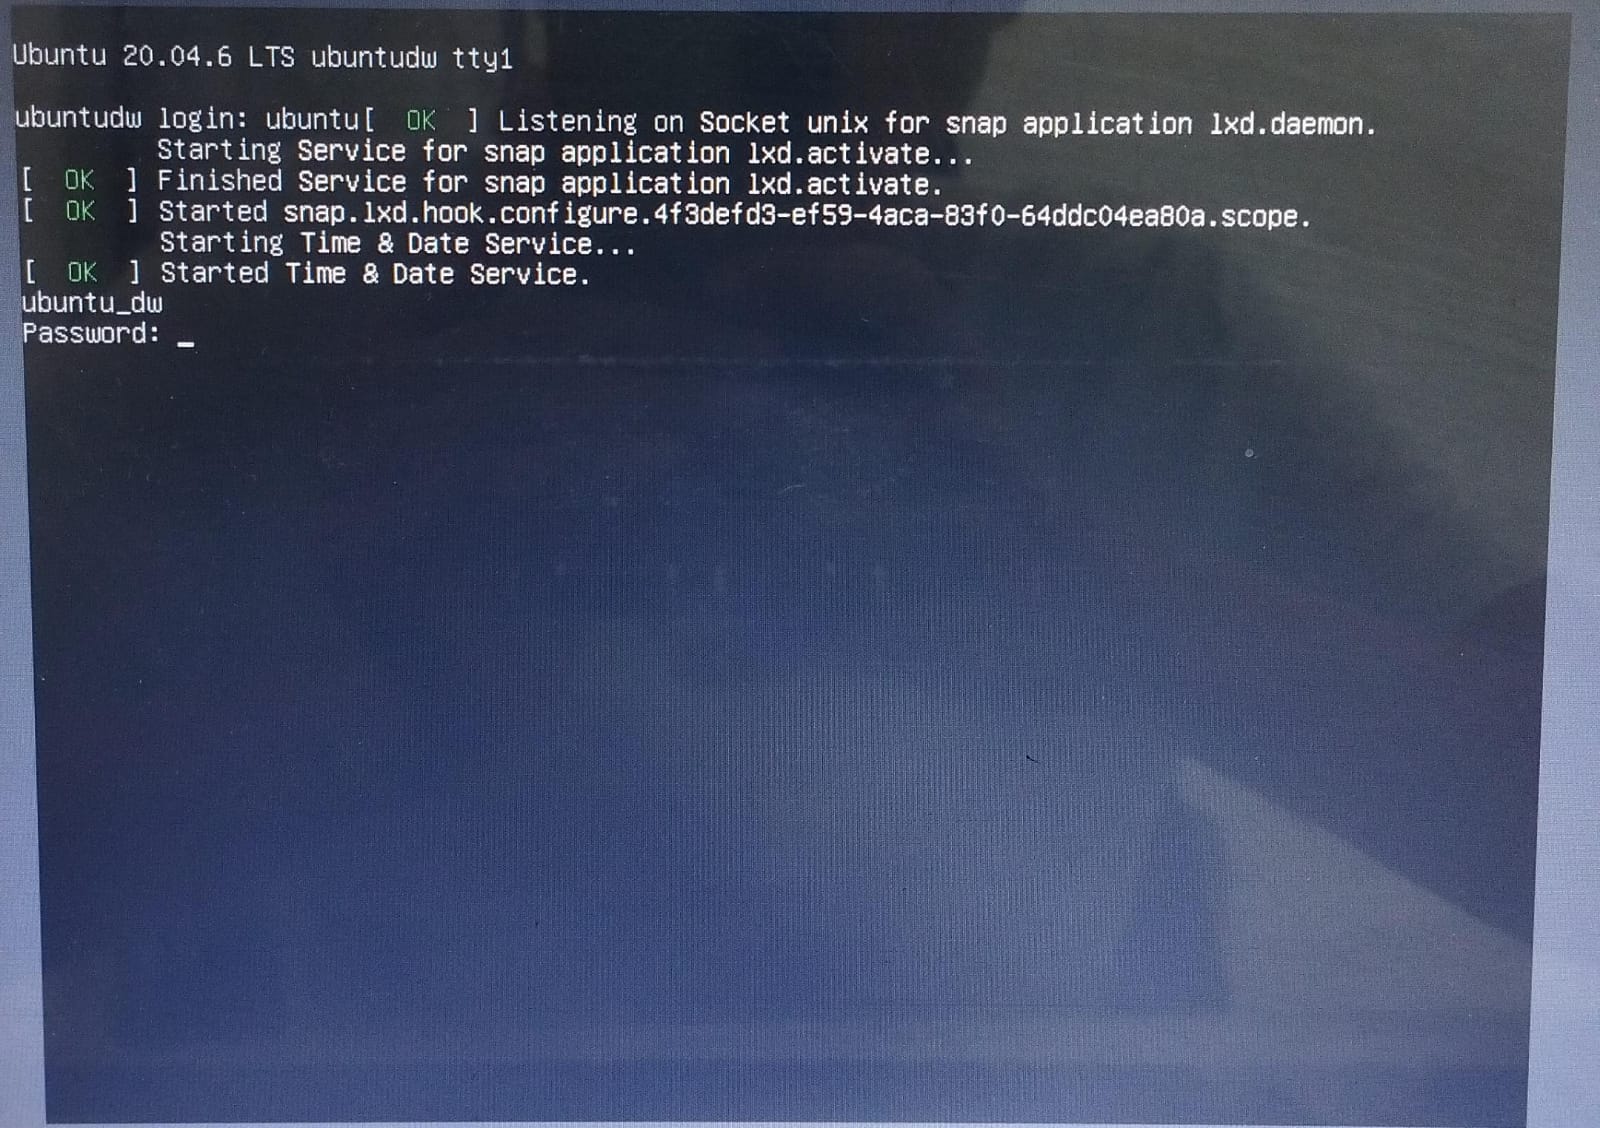 Ubuntu 20.04.6 LTS ubuntudw tty1
ubuntudw login: ubuntu[  OK  ] Listening on Socket unix for snap application lxd.daemon.
Starting Service for snap application lxd.activate...
[  OK  ] Finished Service for snap application lxd.activate.
[  OK  ] Started snap.lxd.hook.configure.4f3defd3-ef59-4aca-83f0-64ddc04ea80a.scope.
Starting Time & Date Service...
[  OK  ] Started Time & Date Service.
ubuntu_dw
Password: _